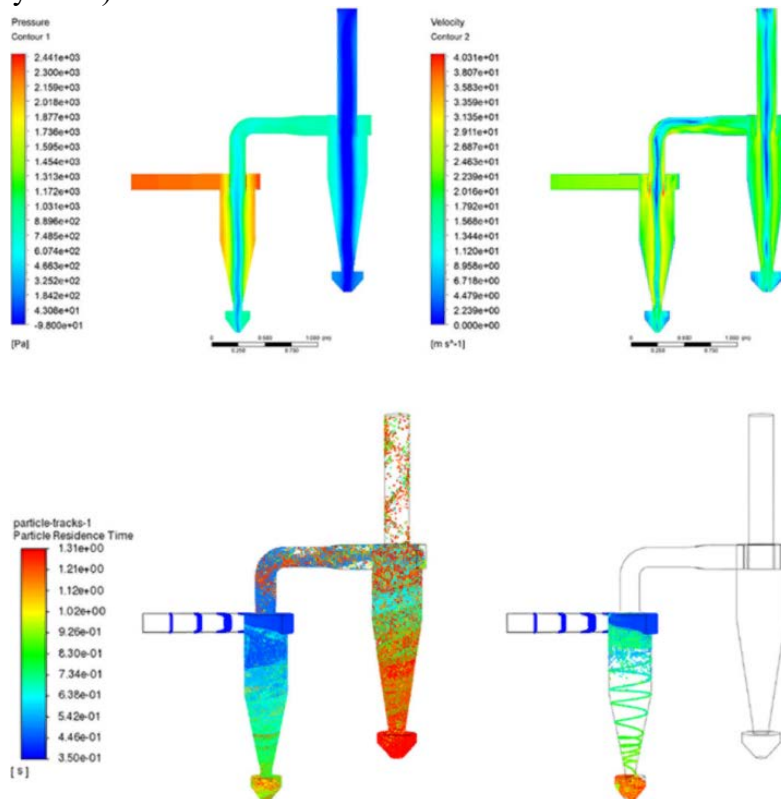 Pressure
Contour 1
2.441e+03
2.300e+03
2.159e+03
2.018e+03
1.877e+03
1.736e+03
1.595e+03
1.454e+03
1.313e+03
1.172e+03
1.031e+03
8.896e+02
7.485e+02
6.074e+02
4.663e+02
3.252e+02
1.842e+02
4.308e+01
-9.800e+01
[Pa]
Velocity
Contour 2
4.031e+01
3.807e+01
3.583e+01
3.359e+01
3.135e+01
2.911e+01
2.687e+01
2.463e+01
2.239e+01
2.016e+01
1.792e+01
1.568e+01
1.344e+01
1.120e+01
8.958e+00
6.718e+00
4.479e+00
2.239e+00
0.000e+00
[m s^-1]
particle-tracks-1
Particle Residence Time
1.31e+00
1.21e+00
1.12e+00
1.02e+00
9.26e-01
8.30e-01
7.34e-01
6.38e-01
5.42e-01
4.46e-01
3.50e-01
[ s ]